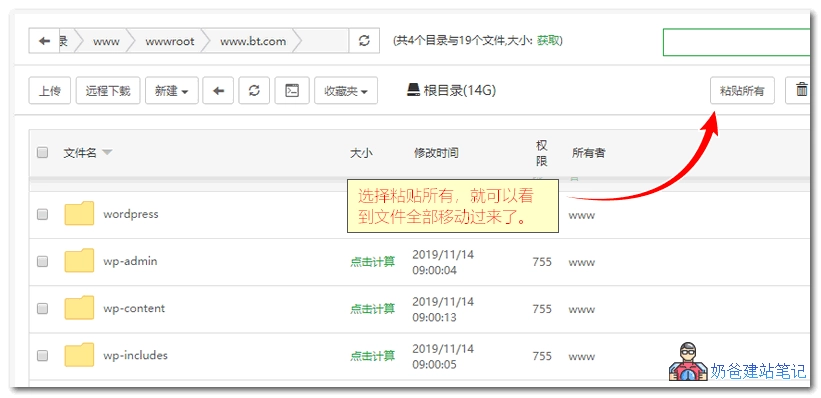 录 www wwwroot www.bt.com (共4个目录与19个文件,大小: 获取)
上传 远程下载 新建 收藏夹 根目录(14G) 粘贴所有
文件名 大小 修改时间 权限 所有者
选择粘贴所有，就可以看
到文件全部移动过来了。
wordpress www
wp-admin 点击计算 2019/11/14 09:00:04 755 www
wp-content 点击计算 2019/11/14 09:00:13 755 www
wp-includes 点击计算 2019/11/14 09:00:05 755 www
奶爸建站笔记